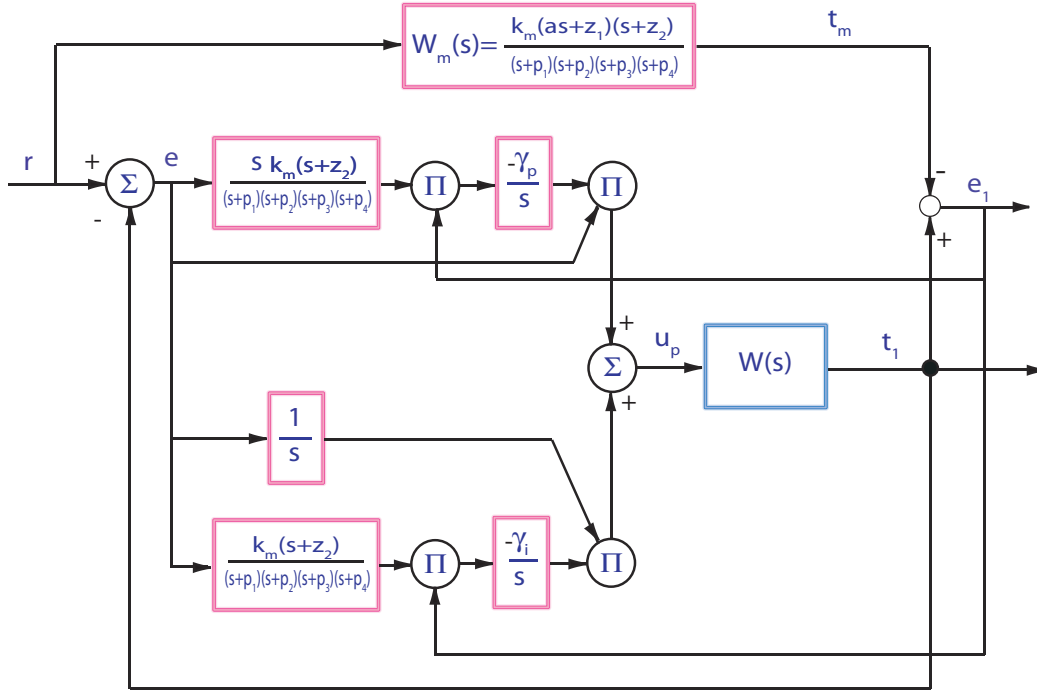 t_m
W_m(s)= k_m(as+z_1)(s+z_2)
(s+p_1)(s+p_2)(s+p_3)(s+p_4)
r
+
Σ
-
e
s k_m(s+z_2)
(s+p_1)(s+p_2)(s+p_3)(s+p_4)
Π
-γ_p
s
Π
-
e_1
+
+
Σ
+
u_p
W(s)
t_1
1
s
k_m(s+z_2)
(s+p_1)(s+p_2)(s+p_3)(s+p_4)
Π
-γ_i
s
Π